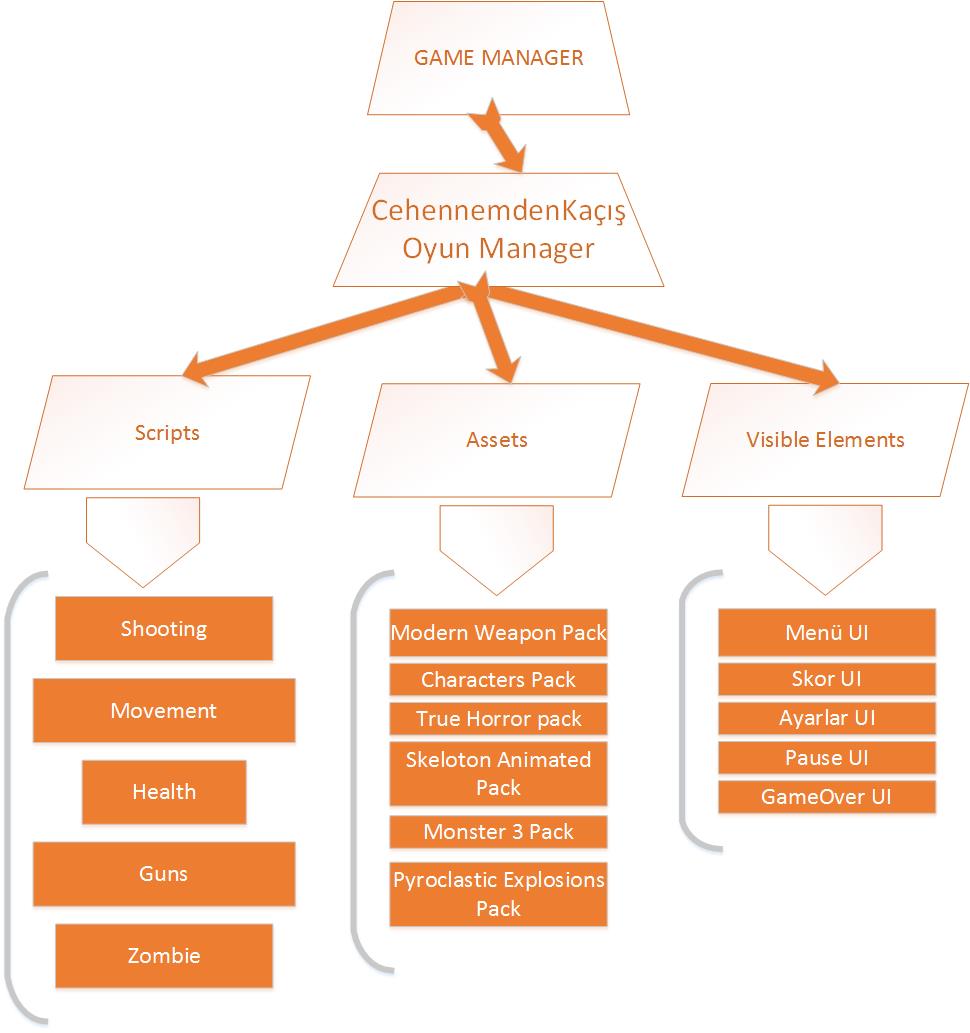 GAME MANAGER
CehennemdenKaçış
Oyun Manager
Scripts
Assets
Visible Elements
Shooting
Movement
Health
Guns
Zombie
Modern Weapon Pack
Characters Pack
True Horror pack
Skeloton Animated
Pack
Monster 3 Pack
Pyroclastic Explosions
Pack
Menü UI
Skor UI
Ayarlar UI
Pause UI
GameOver UI